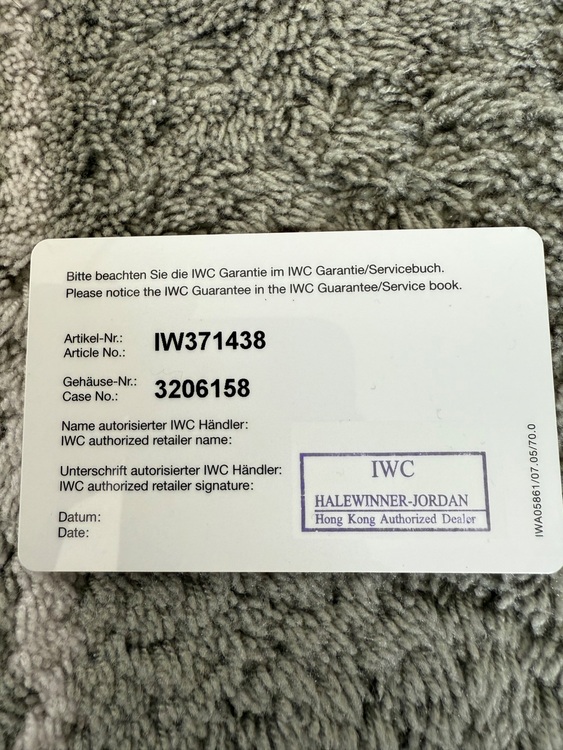 Bitte beachten Sie die IWC Garantie im IWC Garantie/Servicebuch.
Please notice the IWC Guarantee in the IWC Guarantee/Service book.
Artikel-Nr.: IW371438
Article No.:
Gehäuse-Nr.: 3206158
Case No.:
Name autorisierter IWC Händler:
IWC authorized retailer name:
Unterschrift autorisierter IWC Händler:
IWC authorized retailer signature:
Datum:
Date:
IWC
HALEWINNER-JORDAN
Hong Kong Authorized Dealer
IWA05861/07.05/70.0